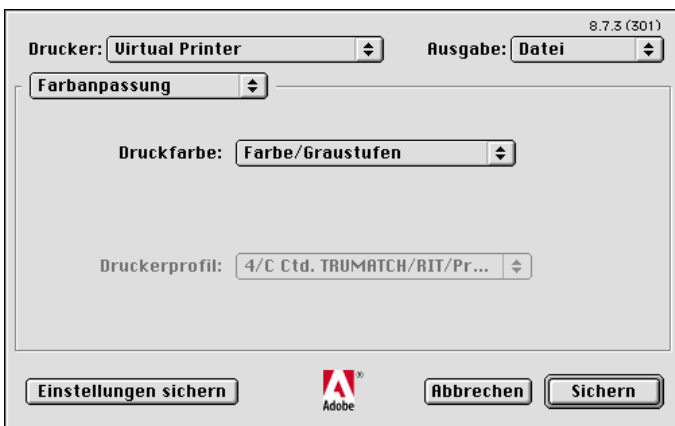 8.7.3 (301)
Drucker: Virtual Printer Ausgabe: Datei
Farbanpassung
Druckfarbe: Farbe/Graustufen
Druckerprofil: 4/C Ctd. TRUMATCH/RIT/Pr...
Einstellungen sichern Adobe® Abbrechen Sichern